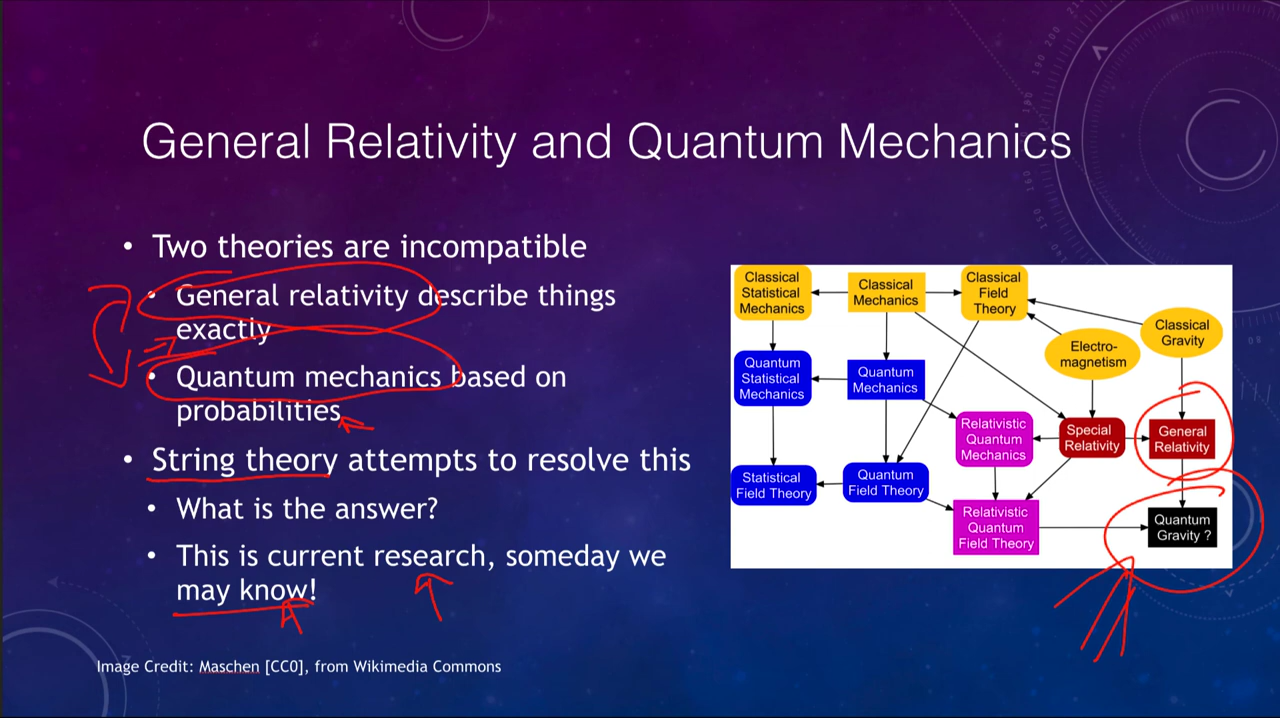 General Relativity and Quantum Mechanics
• Two theories are incompatible
• General relativity describe things
exactly
• Quantum mechanics based on
probabilities
• String theory attempts to resolve this
• What is the answer?
• This is current research, someday we
may know!
Classical
Statistical
Mechanics
Classical
Mechanics
Classical
Field
Theory
Classical
Gravity
Electro-
magnetism
Quantum
Statistical
Mechanics
Quantum
Mechanics
Relativistic
Quantum
Mechanics
Special
Relativity
General
Relativity
Statistical
Field Theory
Quantum
Field Theory
Relativistic
Quantum
Field Theory
Quantum
Gravity ?
Image Credit: Maschen [CC0], from Wikimedia Commons